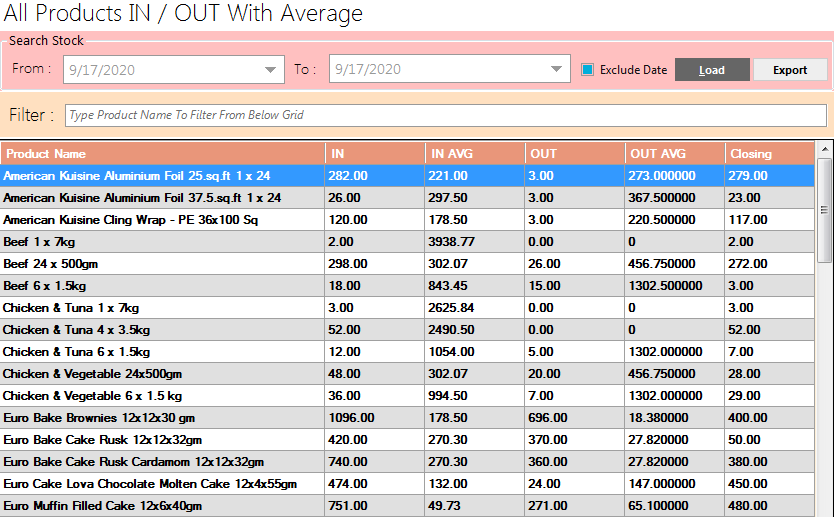 All Products IN / OUT With Average
Search Stock
From : 9/17/2020 To : 9/17/2020 Exclude Date Load Export
Filter : Type Product Name To Filter From Below Grid
Product Name IN IN AVG OUT OUT AVG Closing
American Kuisine Aluminium Foil 25.sq.ft 1 x 24 282.00 221.00 3.00 273.000000 279.00
American Kuisine Aluminium Foil 37.5.sq.ft 1 x 24 26.00 297.50 3.00 367.500000 23.00
American Kuisine Cling Wrap - PE 36x100 Sq 120.00 178.50 3.00 220.500000 117.00
Beef 1 x 7kg 2.00 3938.77 0.00 0 2.00
Beef 24 x 500gm 298.00 302.07 26.00 456.750000 272.00
Beef 6 x 1.5kg 18.00 843.45 15.00 1302.500000 3.00
Chicken & Tuna 1 x 7kg 3.00 2625.84 0.00 0 3.00
Chicken & Tuna 4 x 3.5kg 52.00 2490.50 0.00 0 52.00
Chicken & Tuna 6 x 1.5kg 12.00 1054.00 5.00 1302.000000 7.00
Chicken & Vegetable 24x500gm 48.00 302.07 20.00 456.750000 28.00
Chicken & Vegetable 6 x 1.5 kg 36.00 994.50 7.00 1302.000000 29.00
Euro Bake Brownies 12x12x30 gm 1096.00 178.50 696.00 18.380000 400.00
Euro Bake Cake Rusk 12x12x32gm 420.00 270.30 370.00 27.820000 50.00
Euro Bake Cake Rusk Cardamom 12x12x32gm 740.00 270.30 360.00 27.820000 380.00
Euro Cake Lova Chocolate Molten Cake 12x4x55gm 474.00 132.00 24.00 147.000000 450.00
Euro Muffin Filled Cake 12x6x40gm 751.00 49.73 271.00 65.100000 480.00